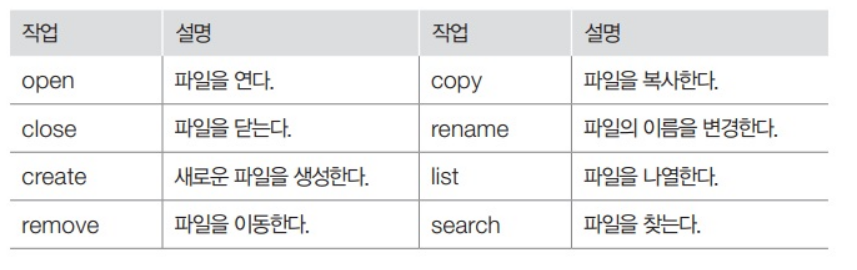 작업 설명 작업 설명
open 파일을 연다. copy 파일을 복사한다.
close 파일을 닫는다. rename 파일의 이름을 변경한다.
create 새로운 파일을 생성한다. list 파일을 나열한다.
remove 파일을 이동한다. search 파일을 찾는다.